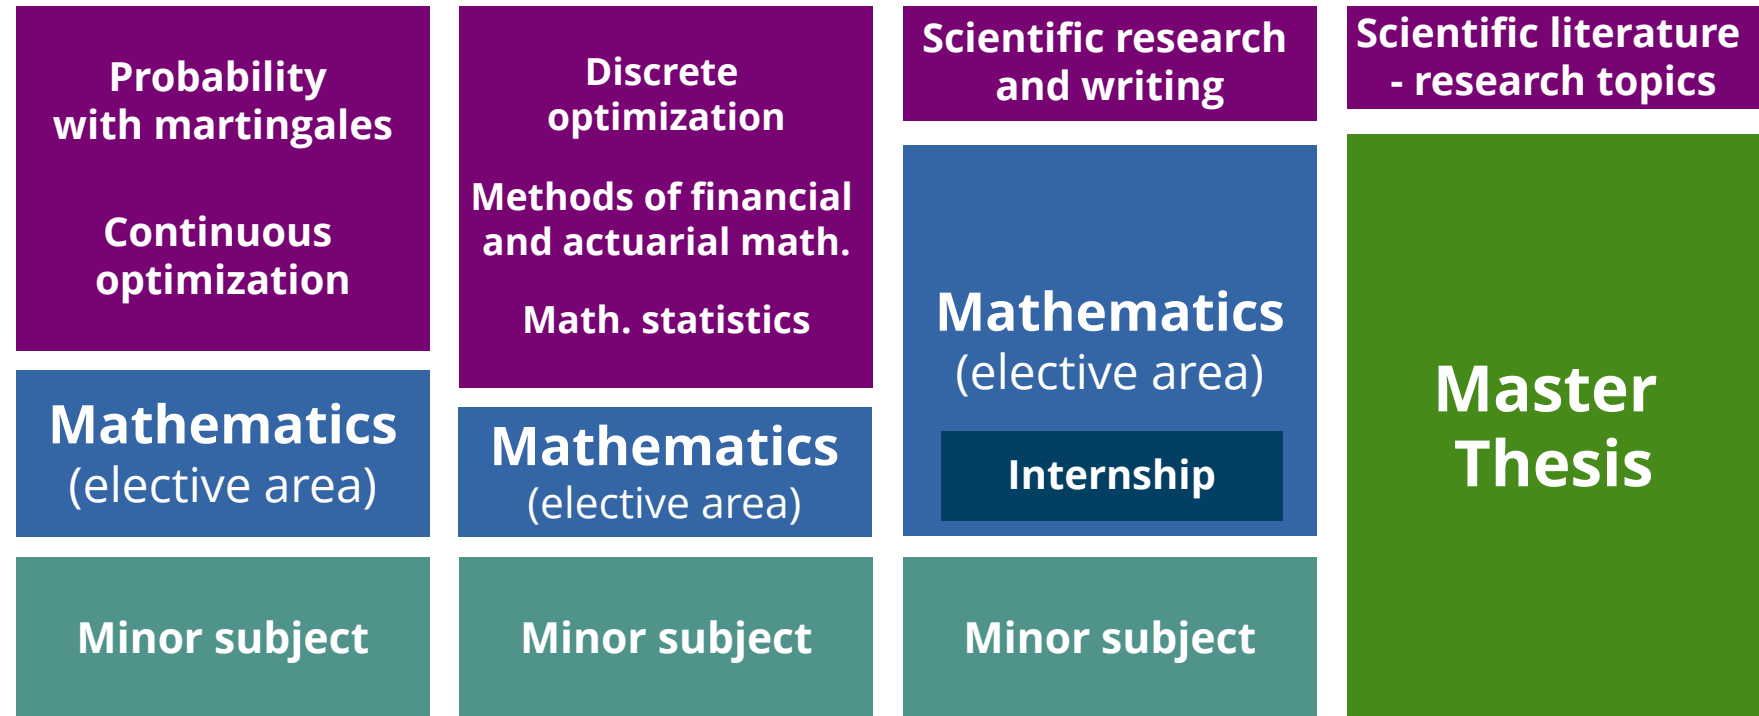 Probability
with martingales
Continuous
optimization
Mathematics
(elective area)
Minor subject
Discrete
optimization
Methods of financial
and actuarial math.
Math. statistics
Mathematics
(elective area)
Minor subject
Scientific research
and writing
Mathematics
(elective area)
Internship
Minor subject
Scientific literature
- research topics
Master
Thesis